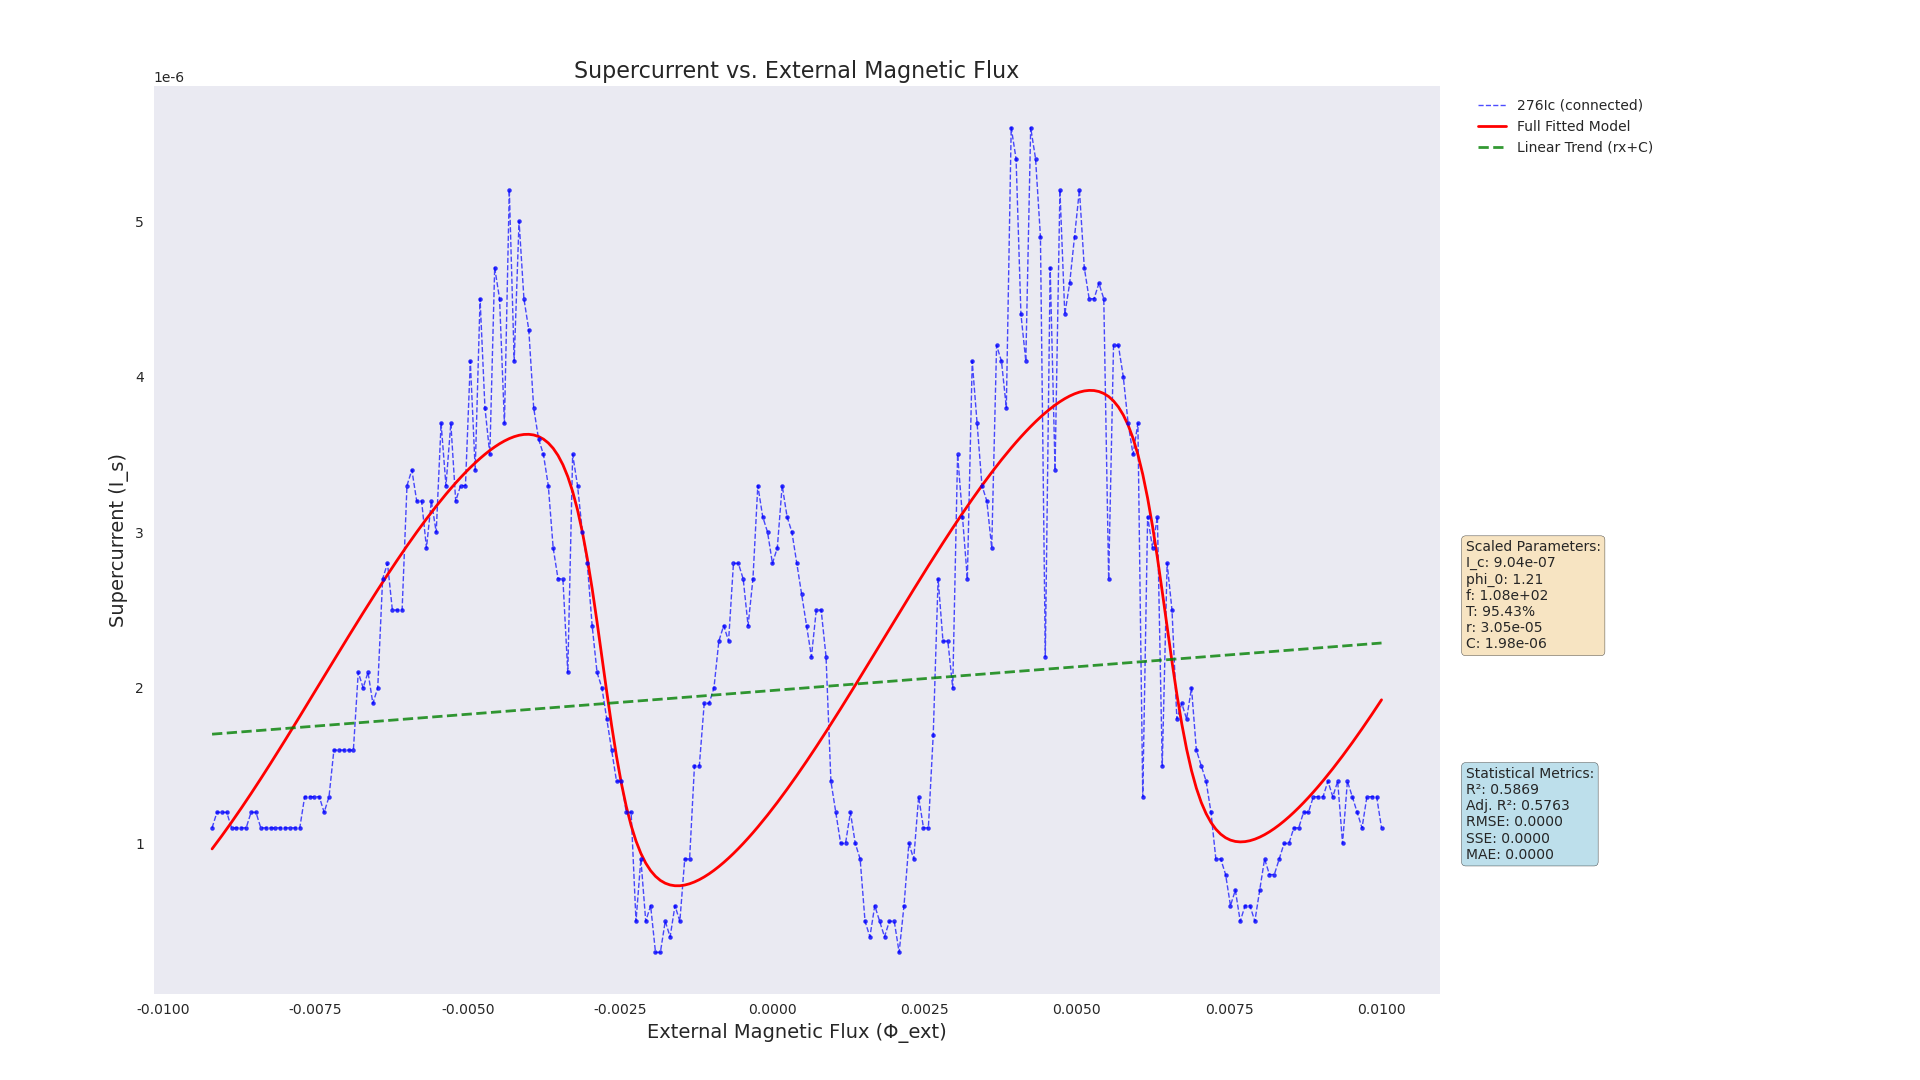 Supercurrent vs. External Magnetic Flux
1e-6
276Ic (connected)
Full Fitted Model
Linear Trend (rx+C)
5
4
3
2
1
Supercurrent (I_s)
-0.0100
-0.0075
-0.0050
-0.0025
0.0000
0.0025
0.0050
0.0075
0.0100
External Magnetic Flux (Φ_ext)
Scaled Parameters:
I_c: 9.04e-07
phi_0: 1.21
f: 1.08e+02
T: 95.43%
r: 3.05e-05
C: 1.98e-06
Statistical Metrics:
R²: 0.5869
Adj. R²: 0.5763
RMSE: 0.0000
SSE: 0.0000
MAE: 0.0000